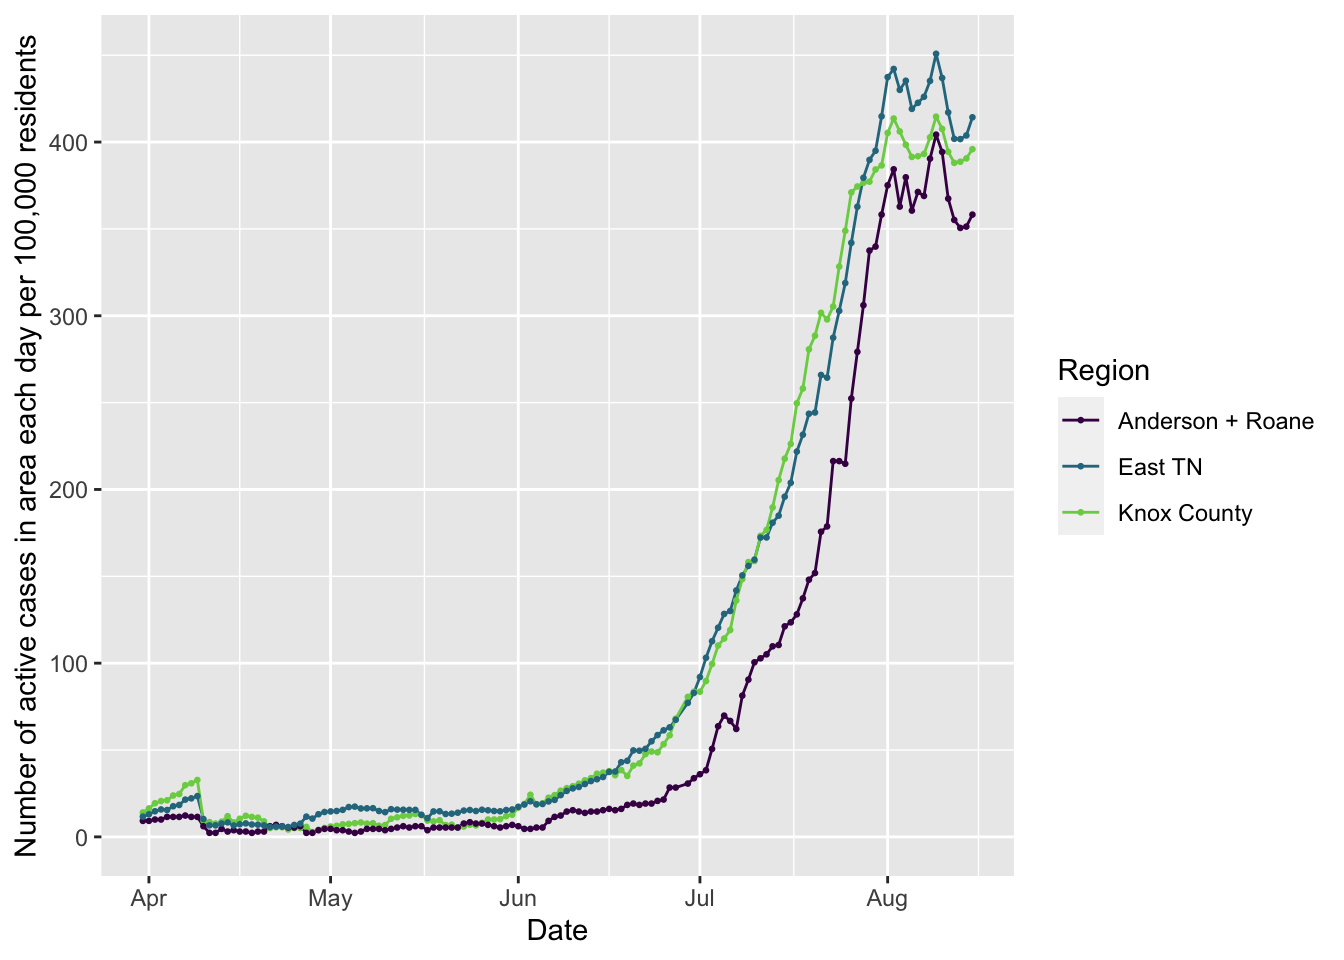 Number of active cases in area each day per 100,000 residents
400
300
200
100
0
Apr
May
Jun
Jul
Aug
Date
Region
Anderson + Roane
East TN
Knox County